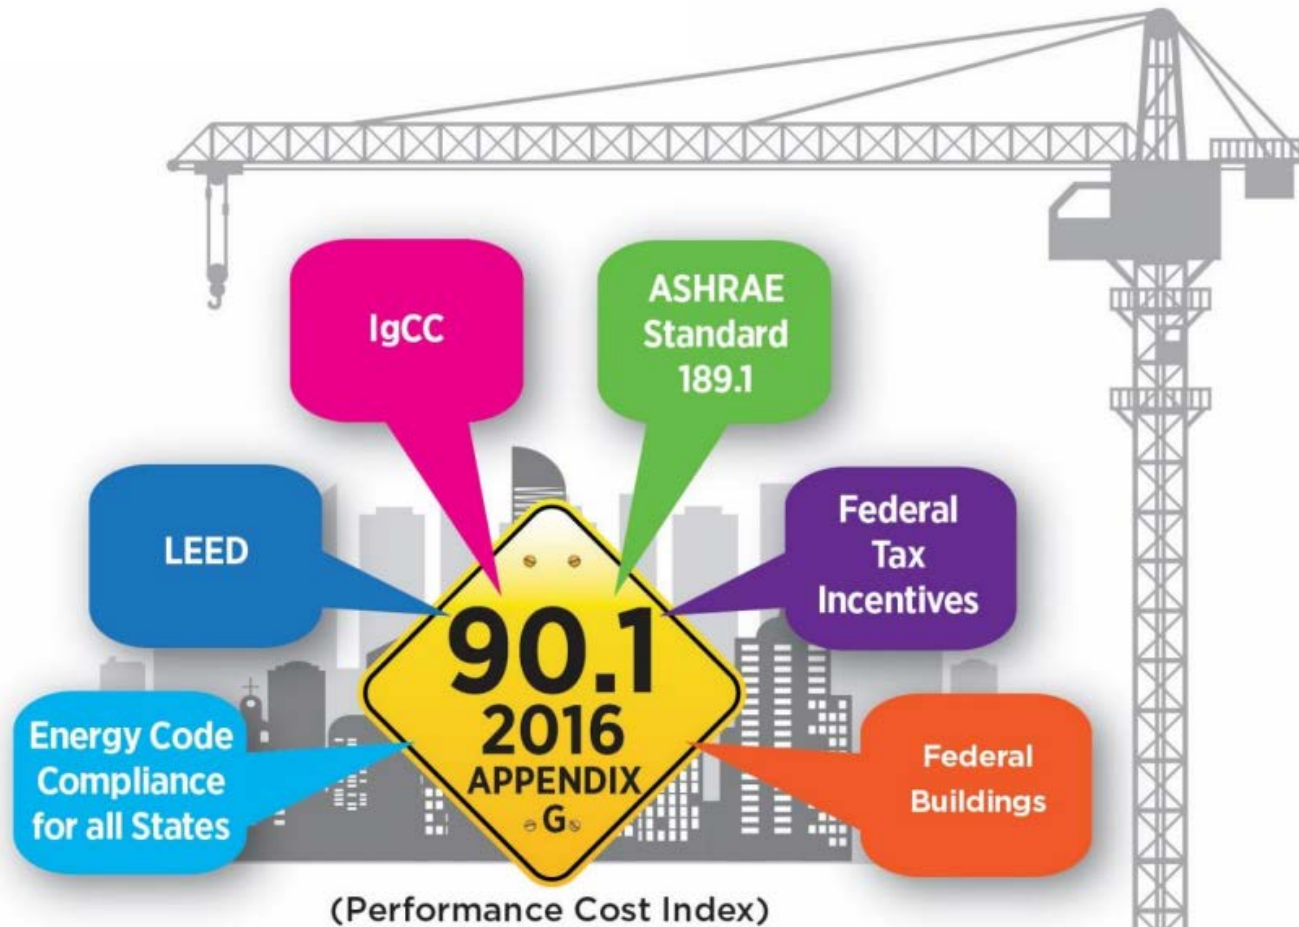 IgCC
ASHRAE
Standard
189.1
LEED
Federal
Tax
Incentives
90.1
2016
APPENDIX
G
Energy Code
Compliance
for all States
Federal
Buildings
(Performance Cost Index)